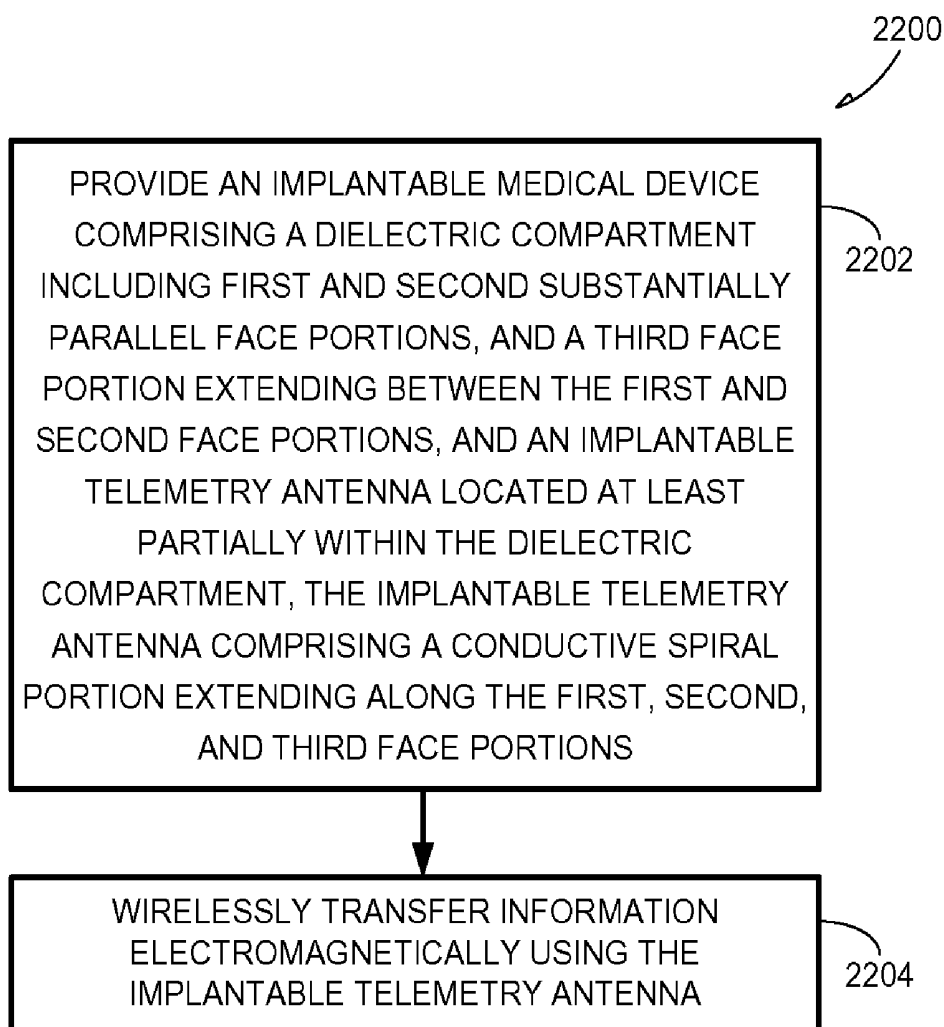 2200
PROVIDE AN IMPLANTABLE MEDICAL DEVICE
COMPRISING A DIELECTRIC COMPARTMENT
INCLUDING FIRST AND SECOND SUBSTANTIALLY
PARALLEL FACE PORTIONS, AND A THIRD FACE
PORTION EXTENDING BETWEEN THE FIRST AND
SECOND FACE PORTIONS, AND AN IMPLANTABLE
TELEMETRY ANTENNA LOCATED AT LEAST
PARTIALLY WITHIN THE DIELECTRIC
COMPARTMENT, THE IMPLANTABLE TELEMETRY
ANTENNA COMPRISING A CONDUCTIVE SPIRAL
PORTION EXTENDING ALONG THE FIRST, SECOND,
AND THIRD FACE PORTIONS
2202
WIRELESSLY TRANSFER INFORMATION
ELECTROMAGNETICALLY USING THE
IMPLANTABLE TELEMETRY ANTENNA
2204